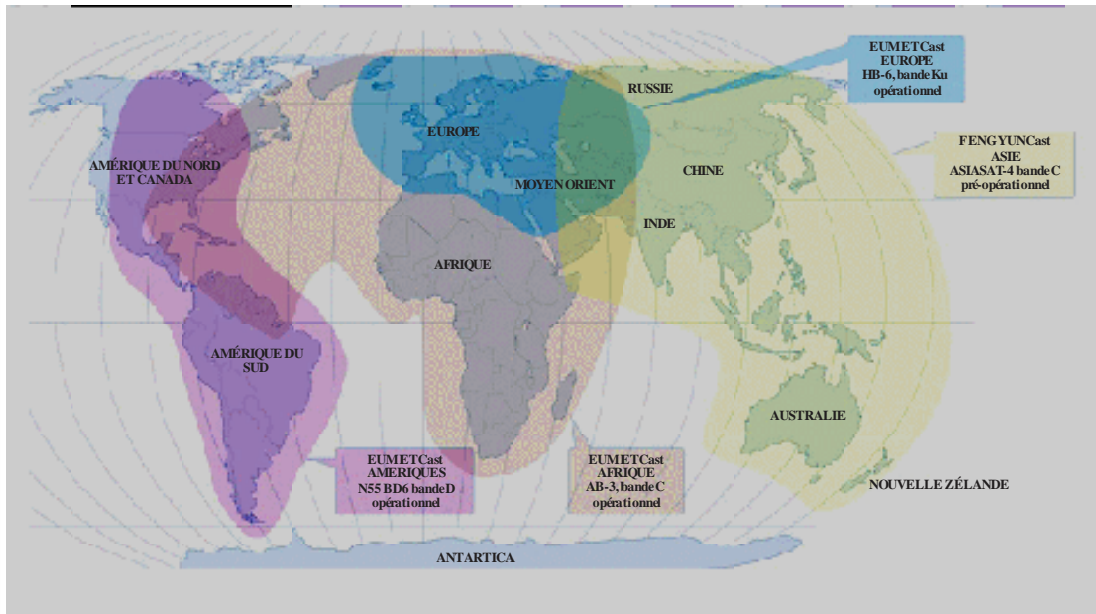 EUMETCast
EUROPE
HB-6, bande Ku
opérationnel
RUSSIE
EUROPE
FENGYUNCast
ASIE
ASIASAT-4 bande C
pré-opérationnel
AMÉRIQUE DU NORD
ET CANADA
MOYEN ORIENT
CHINE
INDE
AFRIQUE
AMÉRIQUE DU
SUD
AUSTRALIE
EUMETCast
AMERIQUES
N55 BD6 bande D
opérationnel
EUMETCast
AFRIQUE
AB-3, bande C
opérationnel
NOUVELLE ZÉLANDE
ANTARTICA